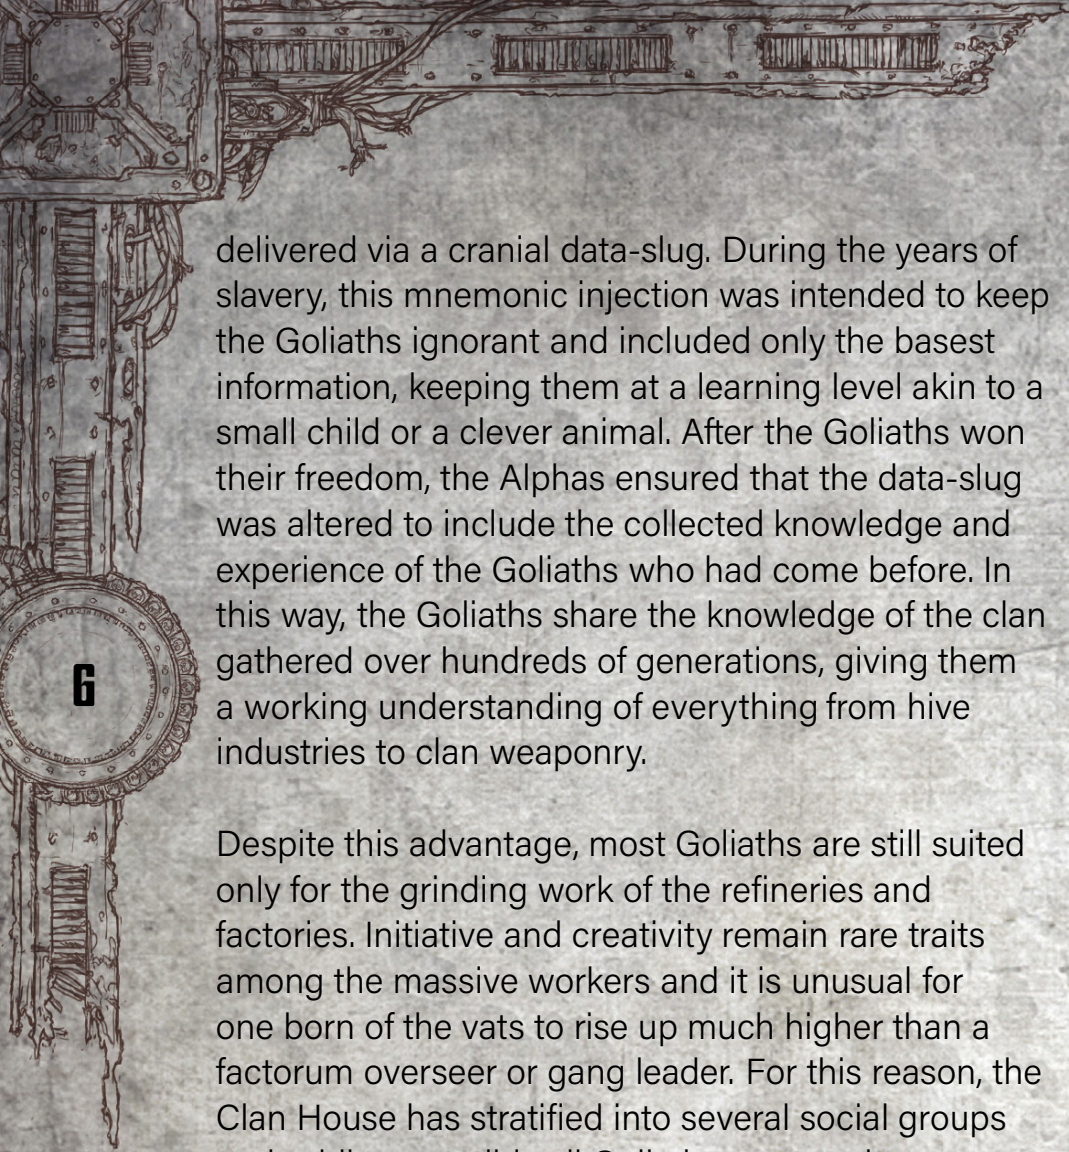 delivered via a cranial data-slug. During the years of
slavery, this mnemonic injection was intended to keep
the Goliaths ignorant and included only the basest
information, keeping them at a learning level akin to a
small child or a clever animal. After the Goliaths won
their freedom, the Alphas ensured that the data-slug
was altered to include the collected knowledge and
experience of the Goliaths who had come before. In
this way, the Goliaths share the knowledge of the clan
gathered over hundreds of generations, giving them
6
a working understanding of everything from hive
industries to clan weaponry.
Despite this advantage, most Goliaths are still suited
only for the grinding work of the refineries and
factories. Initiative and creativity remain rare traits
among the massive workers and it is unusual for
one born of the vats to rise up much higher than a
factorum overseer or gang leader. For this reason, the
Clan House has stratified into several social groups